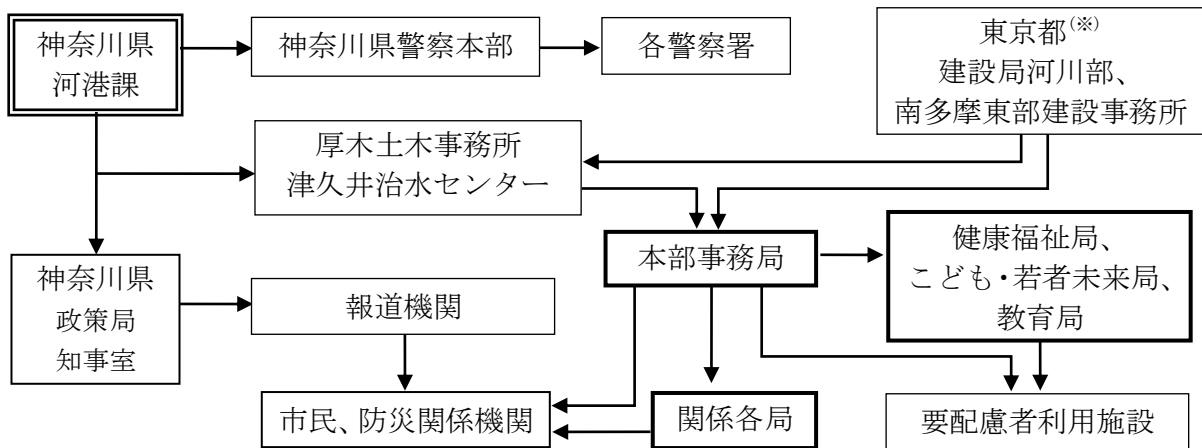 神奈川県
河港課
神奈川県警察本部
各警察署
東京都(※)
建設局河川部、
南多摩東部建設事務所
厚木土木事務所
津久井治水センター
本部事務局
健康福祉局、
こども・若者未来局、
教育局
神奈川県
政策局
知事室
報道機関
市民、防災関係機関
関係各局
要配慮者利用施設